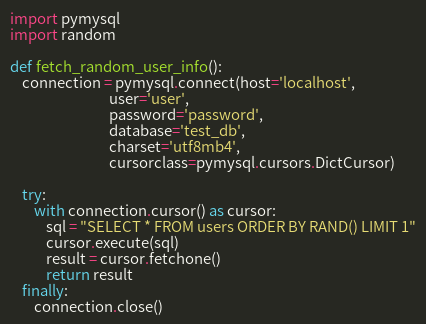 import pymysql
import random

def fetch_random_user_info():
    connection = pymysql.connect(host='localhost',
                                 user='user',
                                 password='password',
                                 database='test_db',
                                 charset='utf8mb4',
                                 cursorclass=pymysql.cursors.DictCursor)

    try:
        with connection.cursor() as cursor:
            sql = "SELECT * FROM users ORDER BY RAND() LIMIT 1"
            cursor.execute(sql)
            result = cursor.fetchone()
            return result
    finally:
        connection.close()